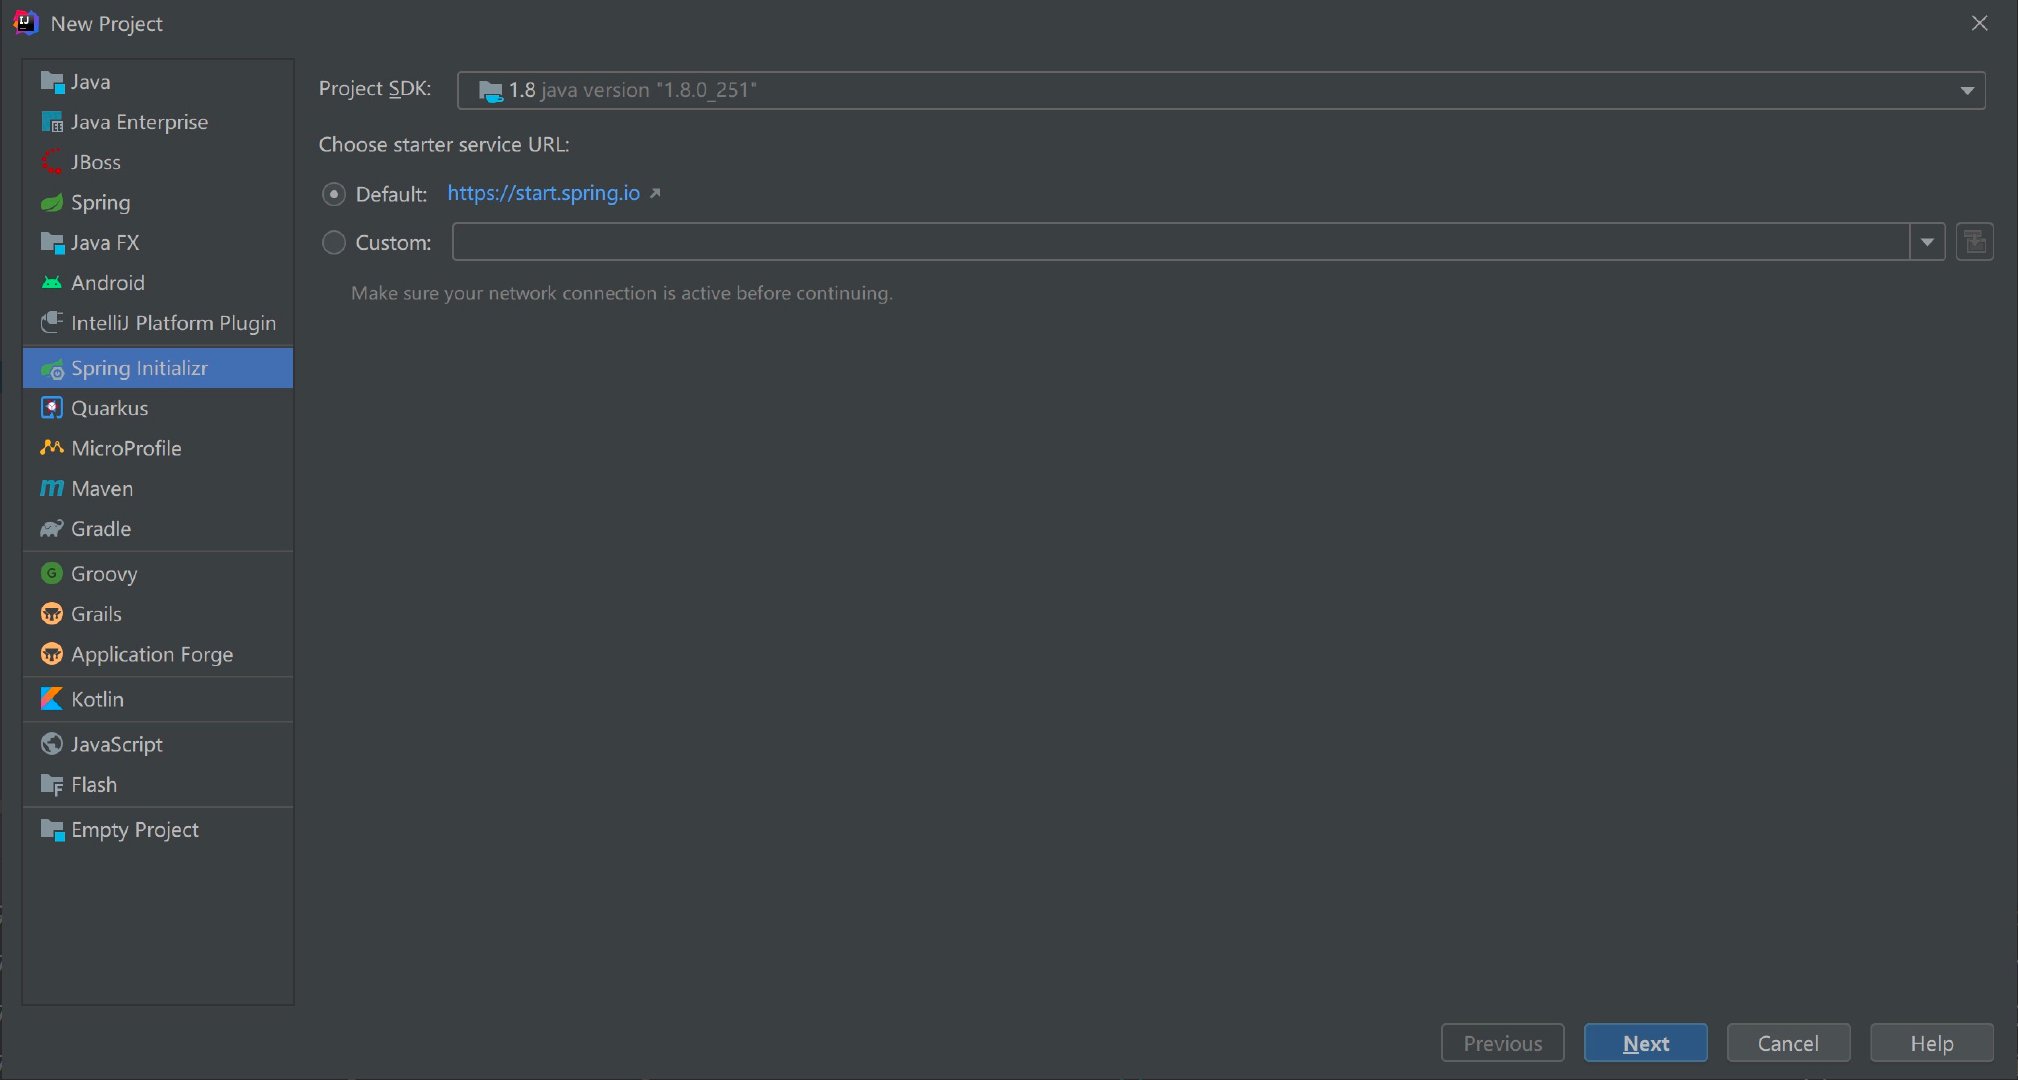 New Project
Java
Java Enterprise
JBoss
Spring
Java FX
Android
IntelliJ Platform Plugin
Spring Initializr
Quarkus
MicroProfile
Maven
Gradle
Groovy
Grails
Application Forge
Kotlin
JavaScript
Flash
Empty Project
Project SDK: 1.8 java version "1.8.0_251"
Choose starter service URL:
Default: https://start.spring.io
Custom:
Make sure your network connection is active before continuing.
Previous Next Cancel Help